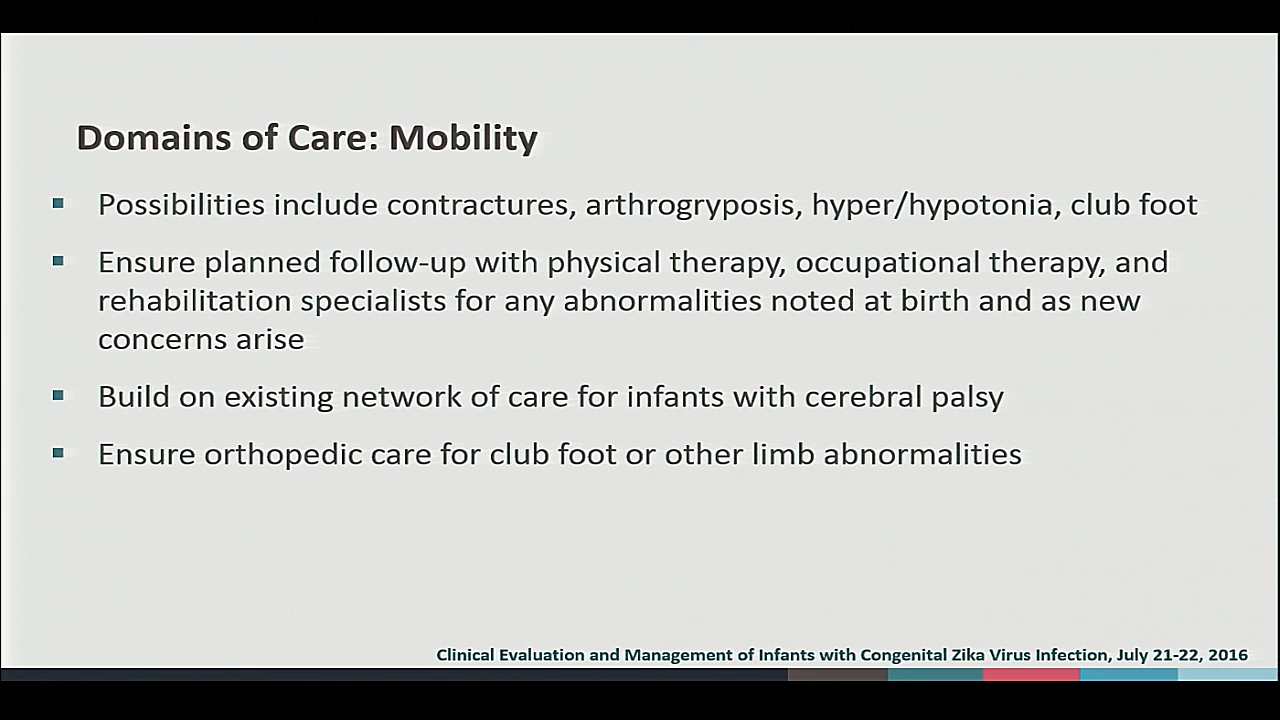 Domains of Care: Mobility
Possibilities include contractures, arthrogryposis, hyper/hypotonia, club foot
Ensure planned follow-up with physical therapy, occupational therapy, and
rehabilitation specialists for any abnormalities noted at birth and as new
concerns arise
Build on existing network of care for infants with cerebral palsy
Ensure orthopedic care for club foot or other limb abnormalities
Clinical Evaluation and Management of Infants with Congenital Zika Virus Infection, July 21-22, 2016